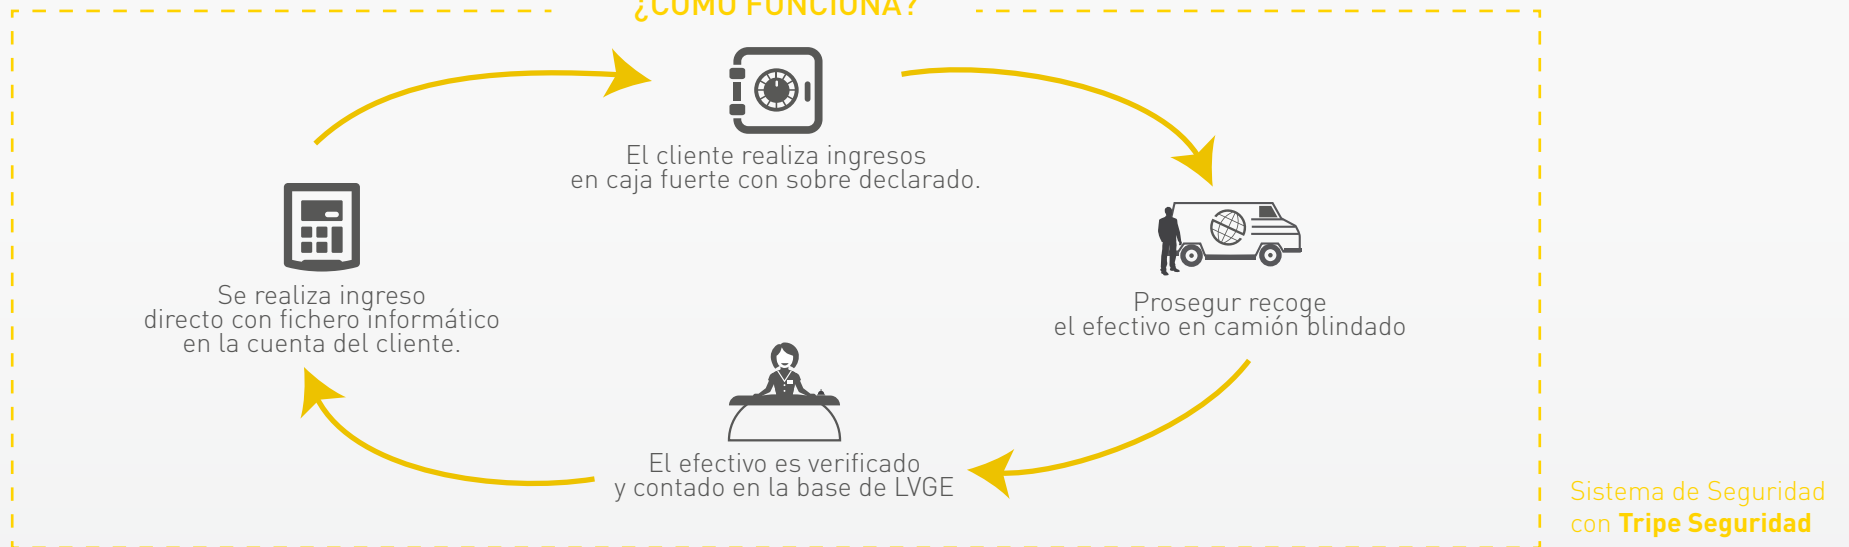 ¿CÓMO FUNCIONA?
El cliente realiza ingresos
en caja fuerte con sobre declarado.
Prosegur recoge
el efectivo en camión blindado
El efectivo es verificado
y contado en la base de LVGE
Se realiza ingreso
directo con fichero informático
en la cuenta del cliente.
Sistema de Seguridad
con Tripe Seguridad